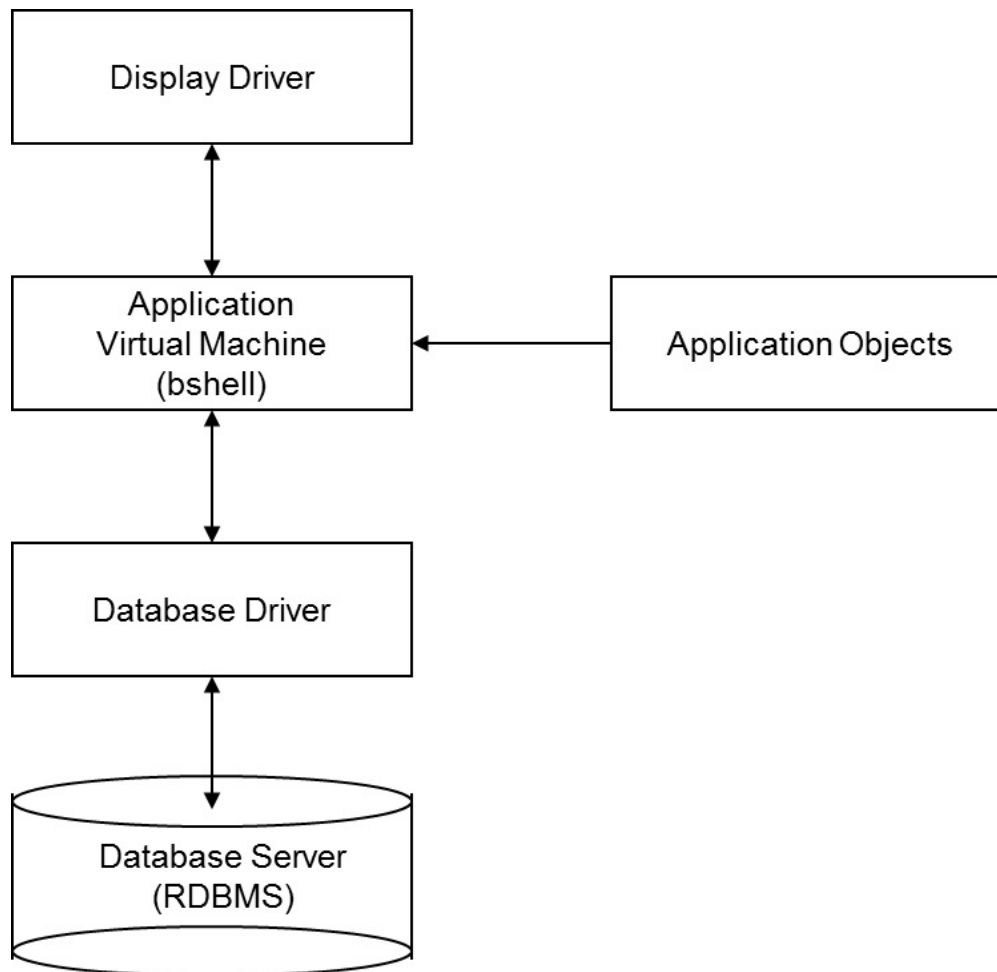 Display Driver
Application
Virtual Machine
(bshell)
Application Objects
Database Driver
Database Server
(RDBMS)